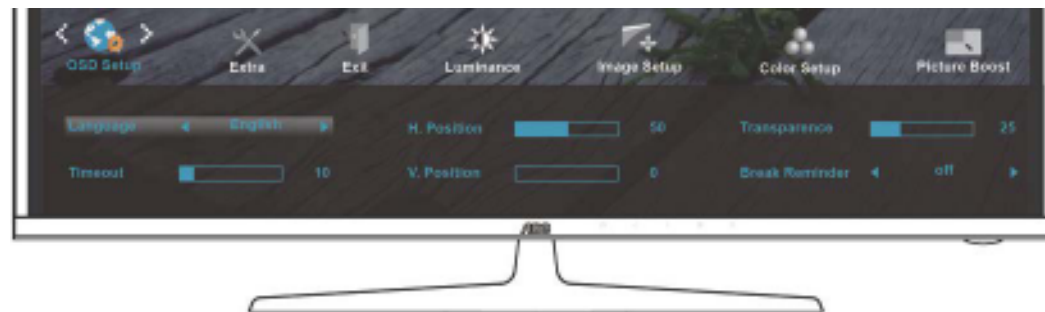 OSD Setup Extra Exit Luminance Image Setup Color Setup Picture Boost
Language English H. Position 50 Transparence 25
Timeout 10 V. Position 0 Break Reminder off
AOC